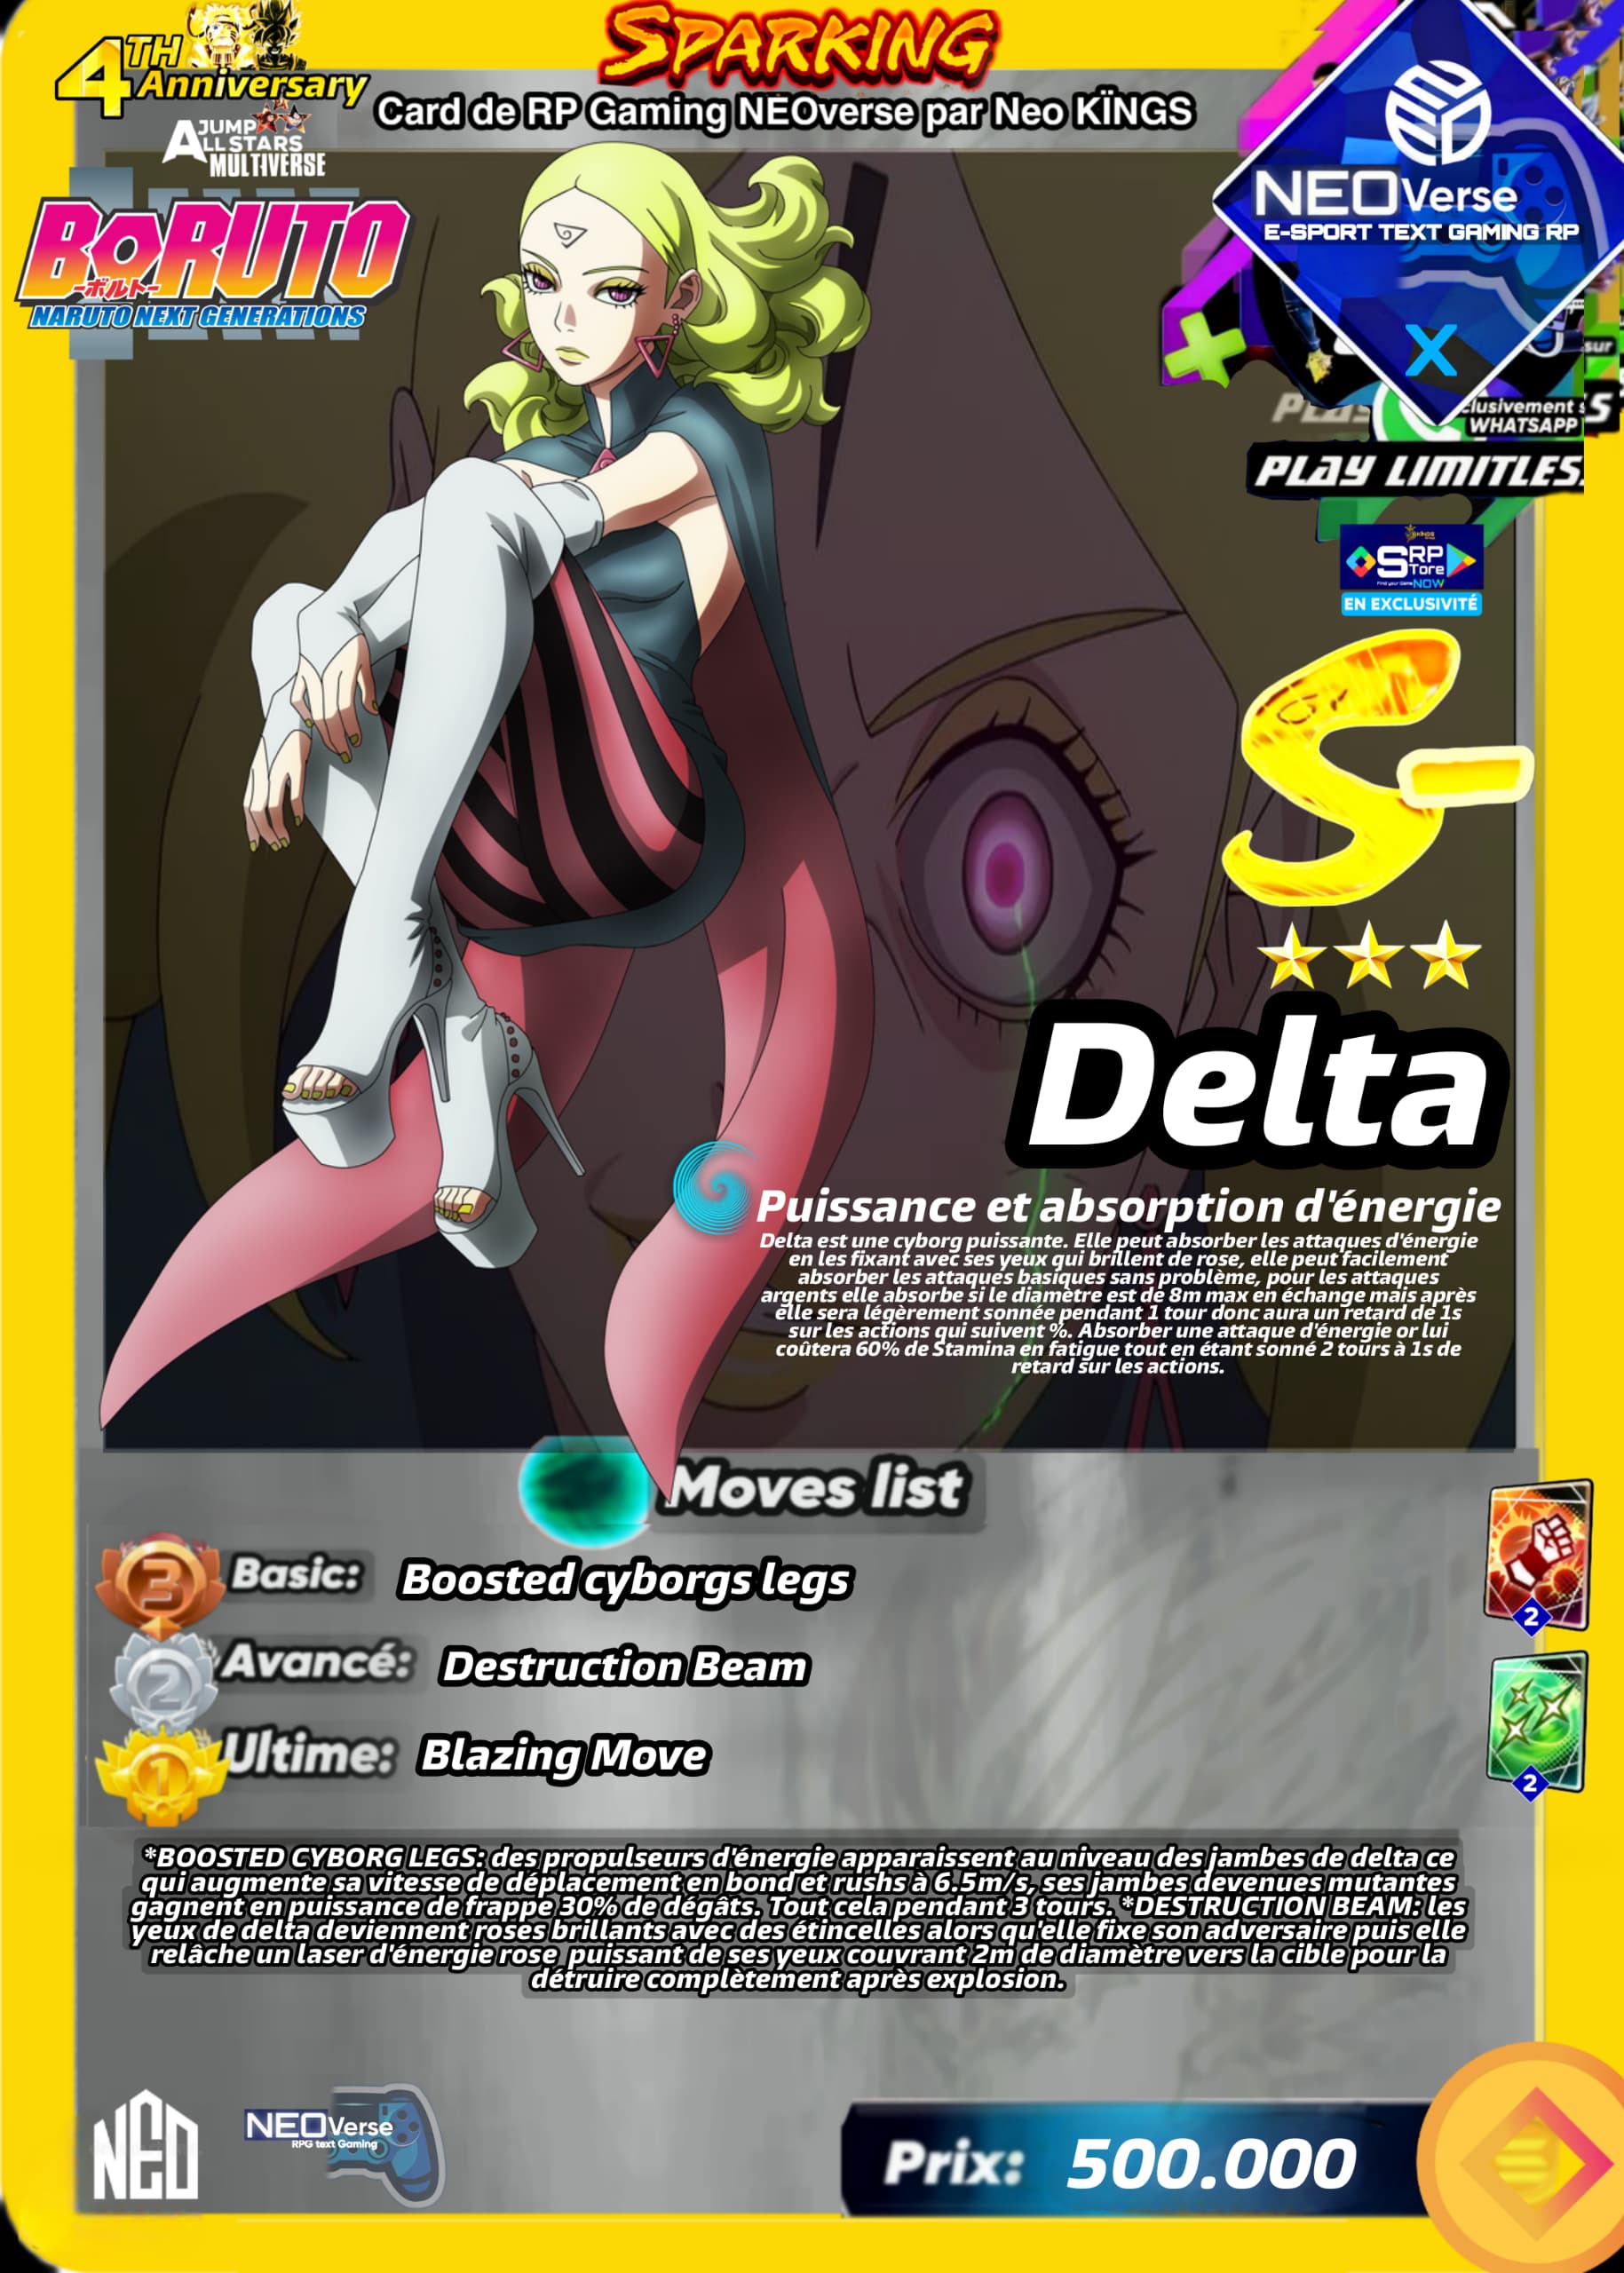 SPARKING
4TH
Anniversary
Card de RP Gaming NEOverse par Neo KÏNGS
JUMP
ALL STARS
MULTIVERSE
BORUTO
-ボルト-
NARUTO NEXT GENERATIONS
NEOVerse
E-SPORT TEXT GAMING RP
X
sur
clusivement s
WHATSAPP
PLAY LIMITLES
SRP
Tore
NOW
EN EXCLUSIVITÉ
S-
Delta
Puissance et absorption d'énergie
Delta est une cyborg puissante. Elle peut absorber les attaques d'énergie
en les fixant avec ses yeux qui brillent de rose, elle peut facilement
absorber les attaques basiques sans problème, pour les attaques
argents elle absorbe si le diamètre est de 8m max en échange mais après
elle sera légèrement sonnée pendant 1 tour donc aura un retard de 1s
sur les actions qui suivent %. Absorber une attaque d'énergie or lui
coûtera 60% de Stamina en fatigue tout en étant sonné 2 tours à 1s de
retard sur les actions.
Moves list
3 Basic: Boosted cyborgs legs
2
2 Avancé: Destruction Beam
1 Ultime: Blazing Move
2
*BOOSTED CYBORG LEGS: des propulseurs d'énergie apparaissent au niveau des jambes de delta ce
qui augmente sa vitesse de déplacement en bond et rushs à 6.5m/s, ses jambes devenues mutantes
gagnent en puissance de frappe 30% de dégâts. Tout cela pendant 3 tours. *DESTRUCTION BEAM: les
yeux de delta deviennent roses brillants avec des étincelles alors qu'elle fixe son adversaire puis elle
relâche un laser d'énergie rose puissant de ses yeux couvrant 2m de diamètre vers la cible pour la
détruire complètement après explosion.
NEO
NEOVerse
RPG text Gaming
Prix: 500.000